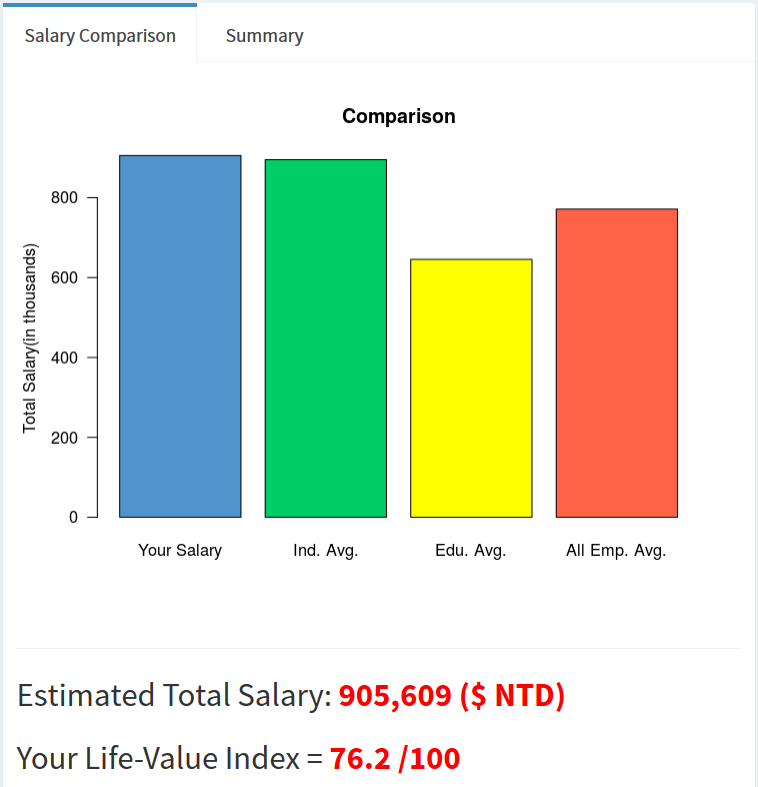 Salary Comparison Summary
Comparison
Total Salary(in thousands)
800
600
400
200
0
Your Salary Ind. Avg. Edu. Avg. All Emp. Avg.
Estimated Total Salary: 905,609 ($ NTD)
Your Life-Value Index = 76.2 /100